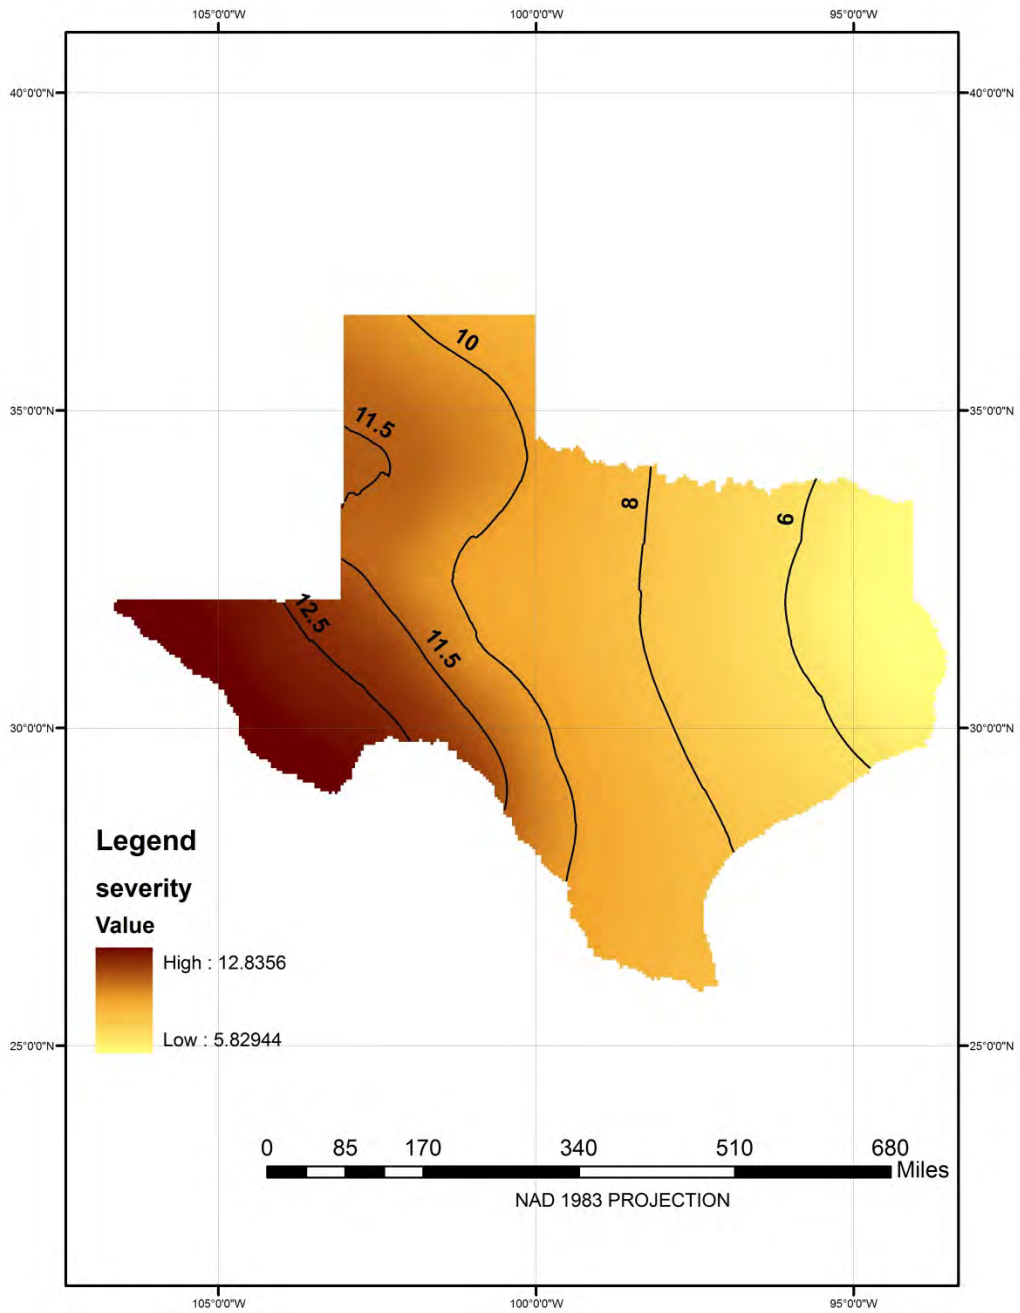 105°0'0"W 100°0'0"W 95°0'0"W
40°0'0"N 40°0'0"N
10
35°0'0"N 35°0'0"N
11.5
8
6
12.5
11.5
30°0'0"N 30°0'0"N
Legend
severity
Value
High : 12.8356
Low : 5.82944
25°0'0"N 25°0'0"N
0 85 170 340 510 680
Miles
NAD 1983 PROJECTION
105°0'0"W 100°0'0"W 95°0'0"W